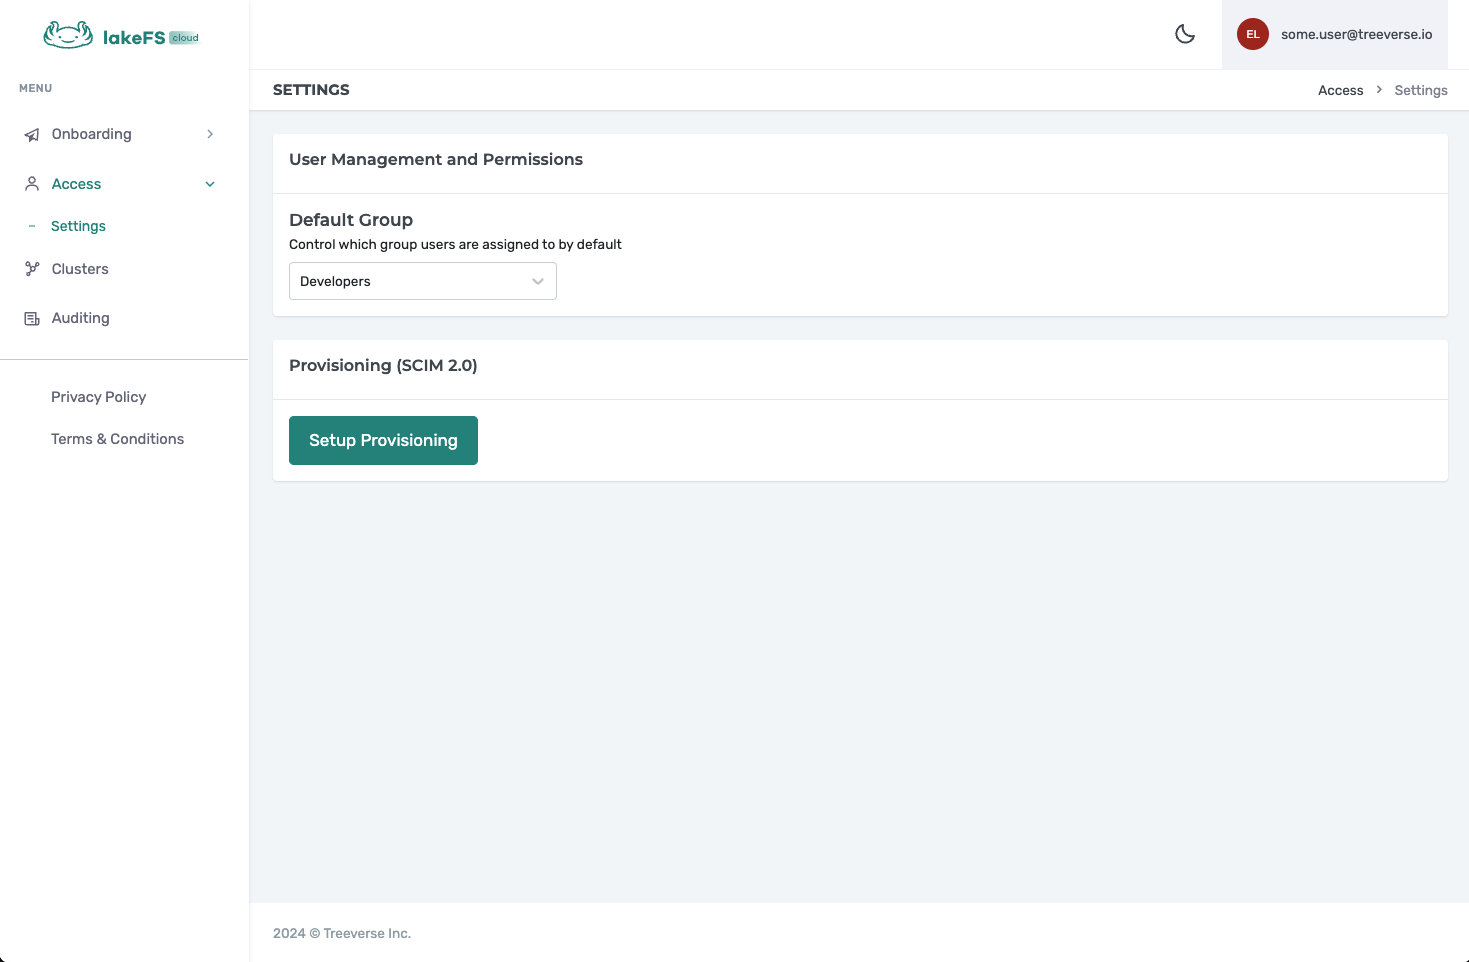 lakeFS cloud
MENU
Onboarding
Access
Settings
Clusters
Auditing
Privacy Policy
Terms & Conditions
EL
some.user@treeverse.io
SETTINGS
Access > Settings
User Management and Permissions
Default Group
Control which group users are assigned to by default
Developers
Provisioning (SCIM 2.0)
Setup Provisioning
2024 © Treeverse Inc.